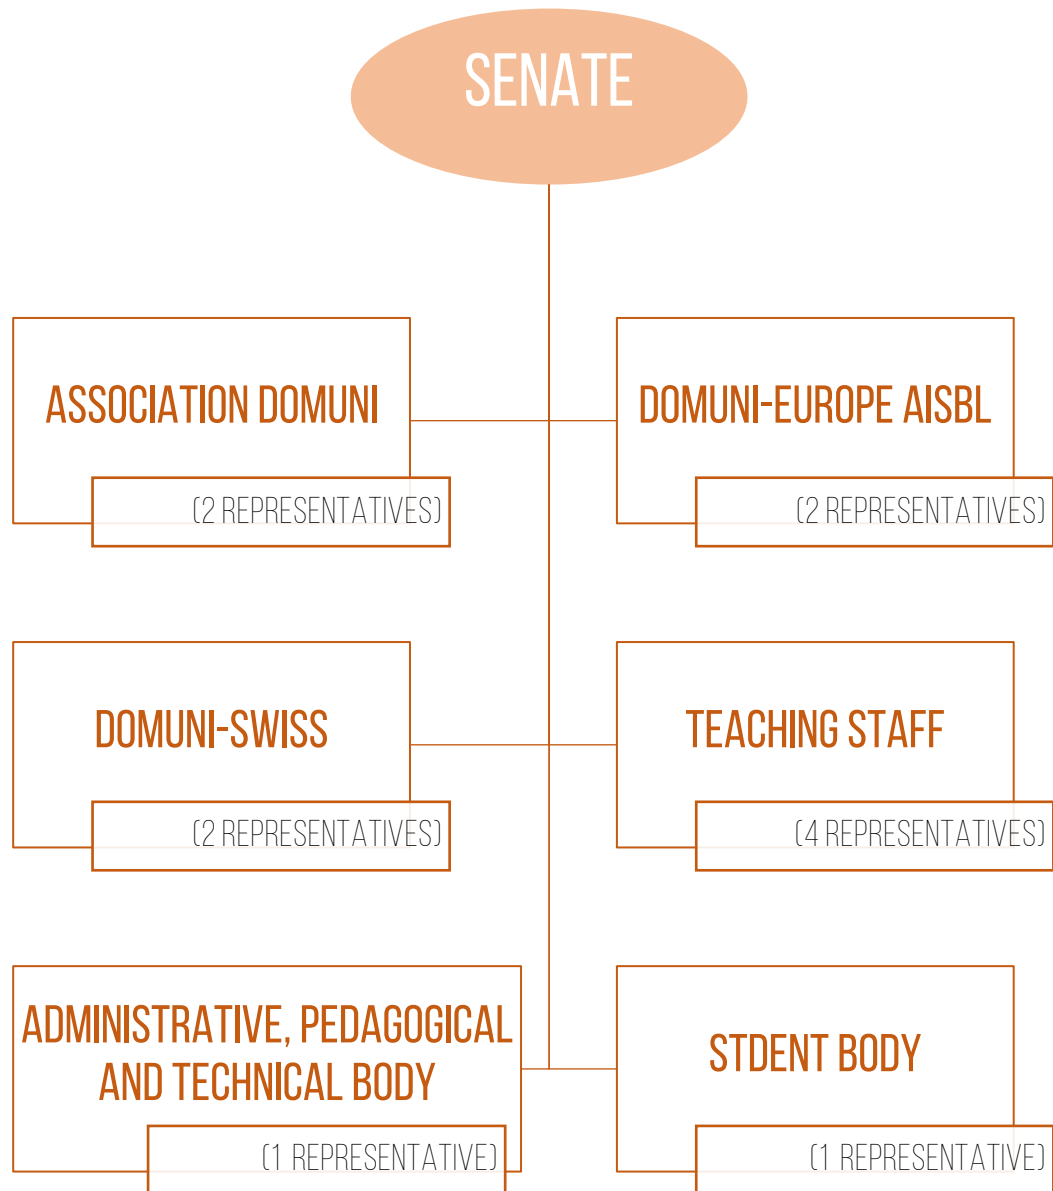 SENATE
ASSOCIATION DOMUNI
(2 REPRESENTATIVES)
DOMUNI-EUROPE AISBL
(2 REPRESENTATIVES)
DOMUNI-SWISS
(2 REPRESENTATIVES)
TEACHING STAFF
(4 REPRESENTATIVES)
ADMINISTRATIVE, PEDAGOGICAL
AND TECHNICAL BODY
(1 REPRESENTATIVE)
STDENT BODY
(1 REPRESENTATIVE)